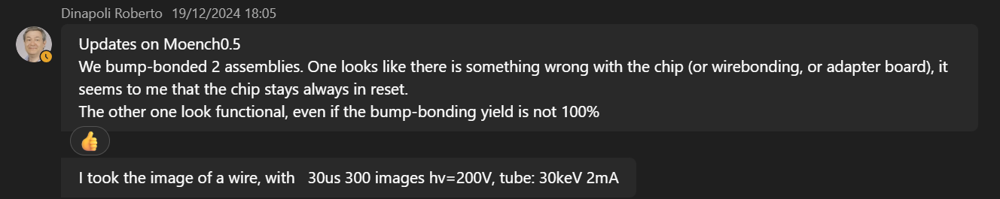 Dinapoli Roberto 19/12/2024 18:05
Updates on Moench0.5
We bump-bonded 2 assemblies. One looks like there is something wrong with the chip (or wirebonding, or adapter board), it
seems to me that the chip stays always in reset.
The other one look functional, even if the bump-bonding yield is not 100%
I took the image of a wire, with 30us 300 images hv=200V, tube: 30keV 2mA